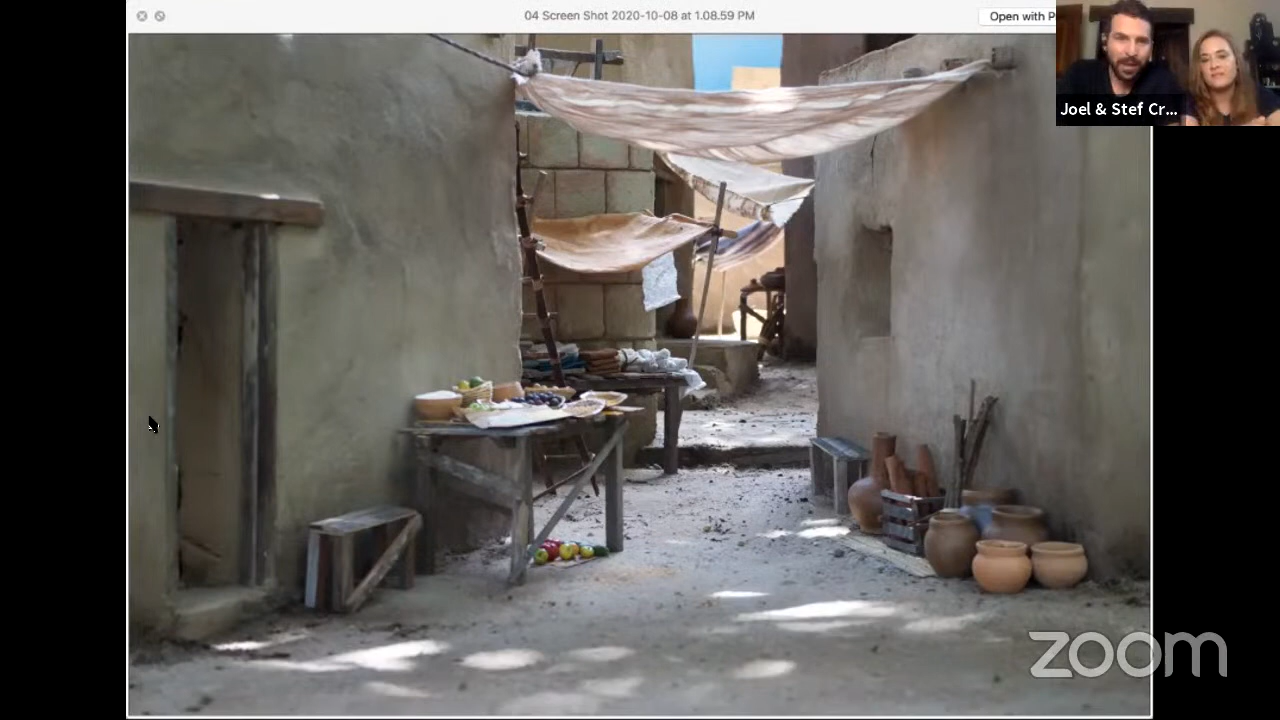 04 Screen Shot 2020-10-08 at 1.08.59 PM
Open with P
Joel & Stef Cr...
zoom